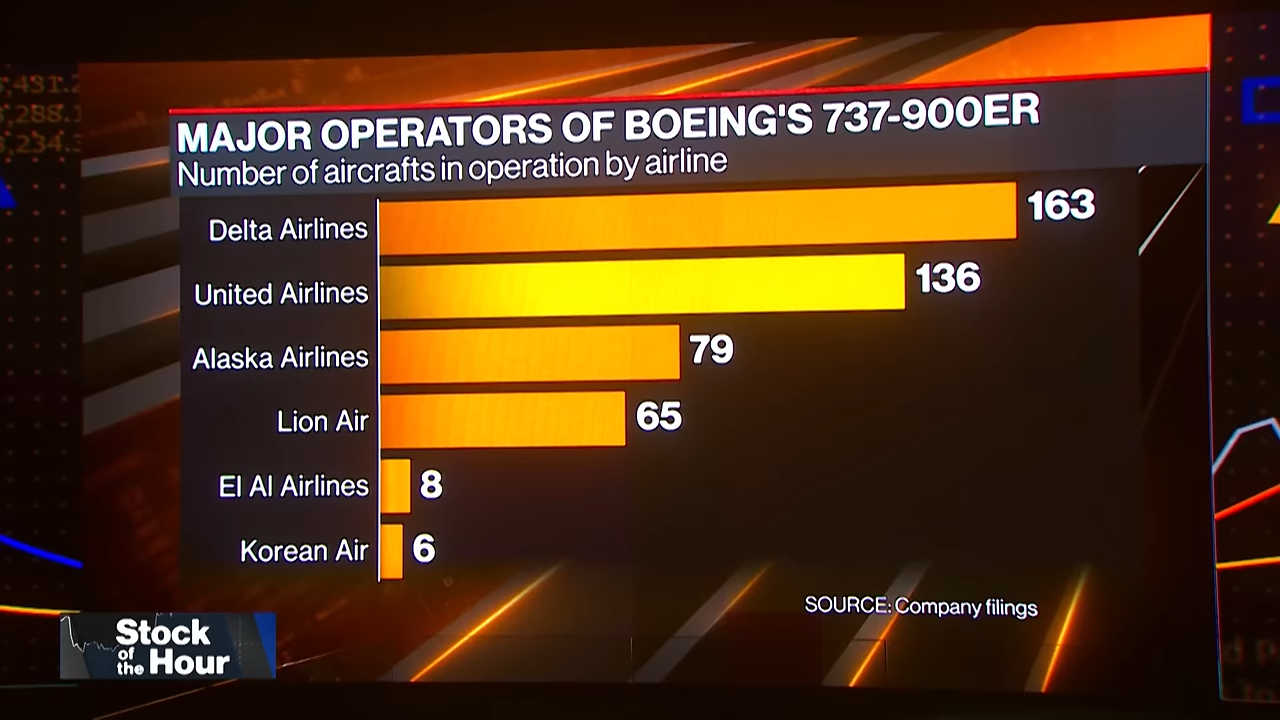 MAJOR OPERATORS OF BOEING'S 737-900ER
Number of aircrafts in operation by airline
Delta Airlines 163
United Airlines 136
Alaska Airlines 79
Lion Air 65
El Al Airlines 8
Korean Air 6
SOURCE: Company filings
Stock
of the Hour